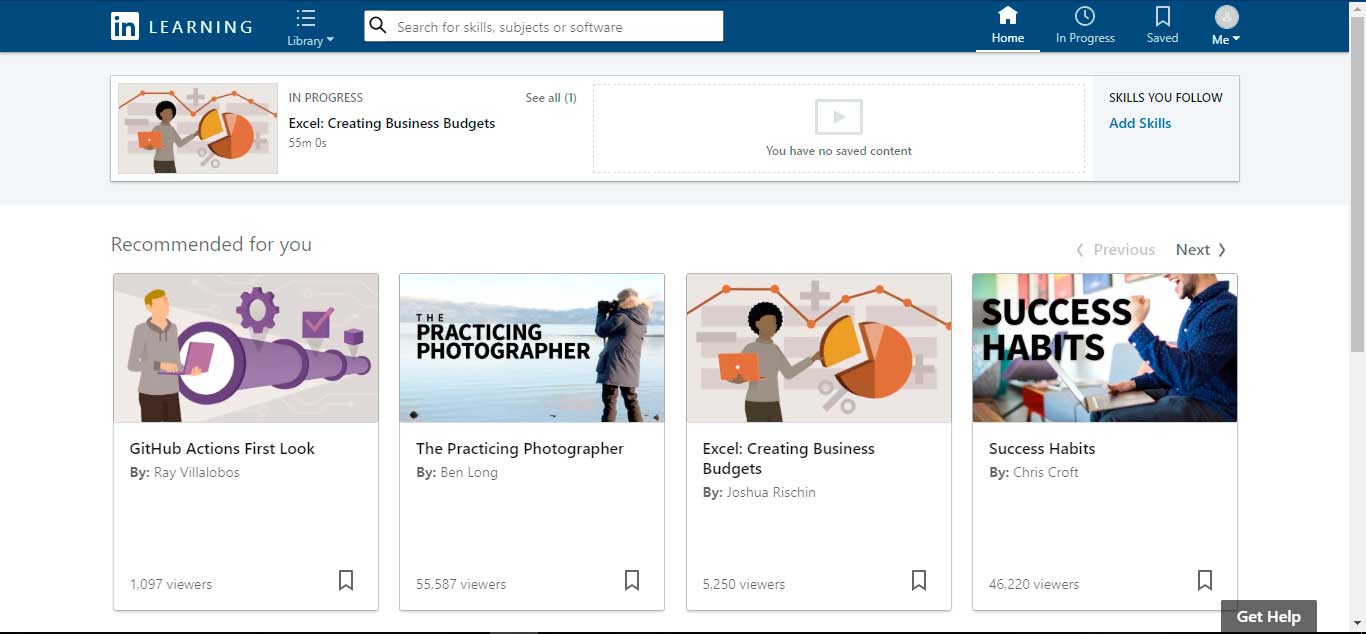 in LEARNING
Library
Search for skills, subjects or software
Home
In Progress
Saved
Me
IN PROGRESS
See all (1)
Excel: Creating Business Budgets
55m 0s
You have no saved content
SKILLS YOU FOLLOW
Add Skills
Recommended for you
Previous
Next
THE
PRACTICING
PHOTOGRAPHER
SUCCESS
HABITS
GitHub Actions First Look
By: Ray Villalobos
1,097 viewers
The Practicing Photographer
By: Ben Long
55,587 viewers
Excel: Creating Business
Budgets
By: Joshua Rischin
5,250 viewers
Success Habits
By: Chris Croft
46,220 viewers
Get Help